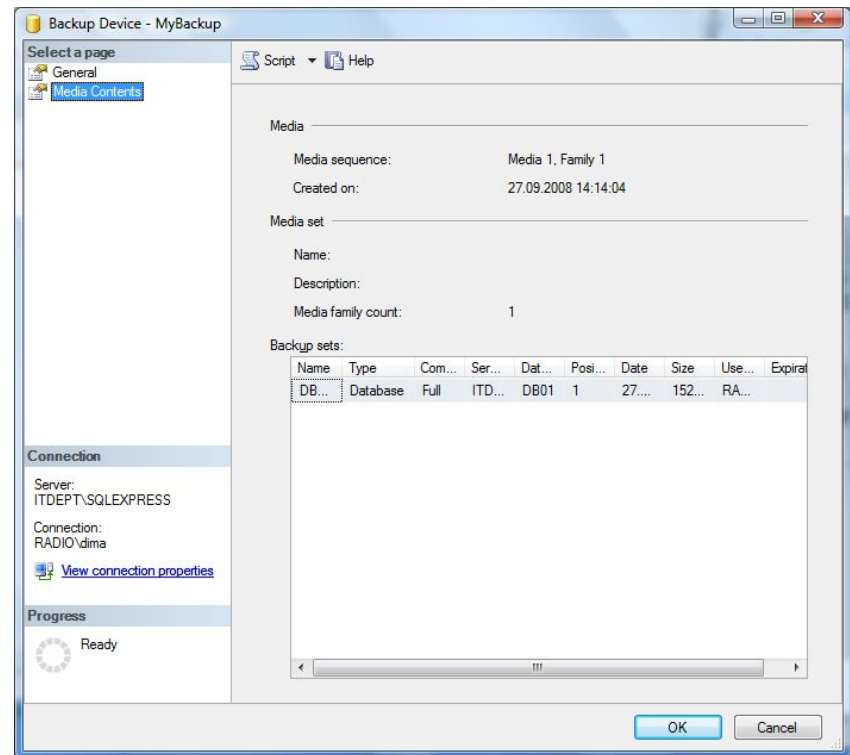 Backup Device - MyBackup
Select a page
General
Media Contents
Script Help
Media
Media sequence: Media 1, Family 1
Created on: 27.09.2008 14:14:04
Media set
Name:
Description:
Media family count: 1
Backup sets:
Name Type Com... Ser... Dat... Posi... Date Size Use... Expirat
DB... Database Full ITD... DB01 1 27.... 152... RA...
Connection
Server:
ITDEPT\SQLEXPRESS
Connection:
RADIO\dima
View connection properties
Progress
Ready
OK Cancel